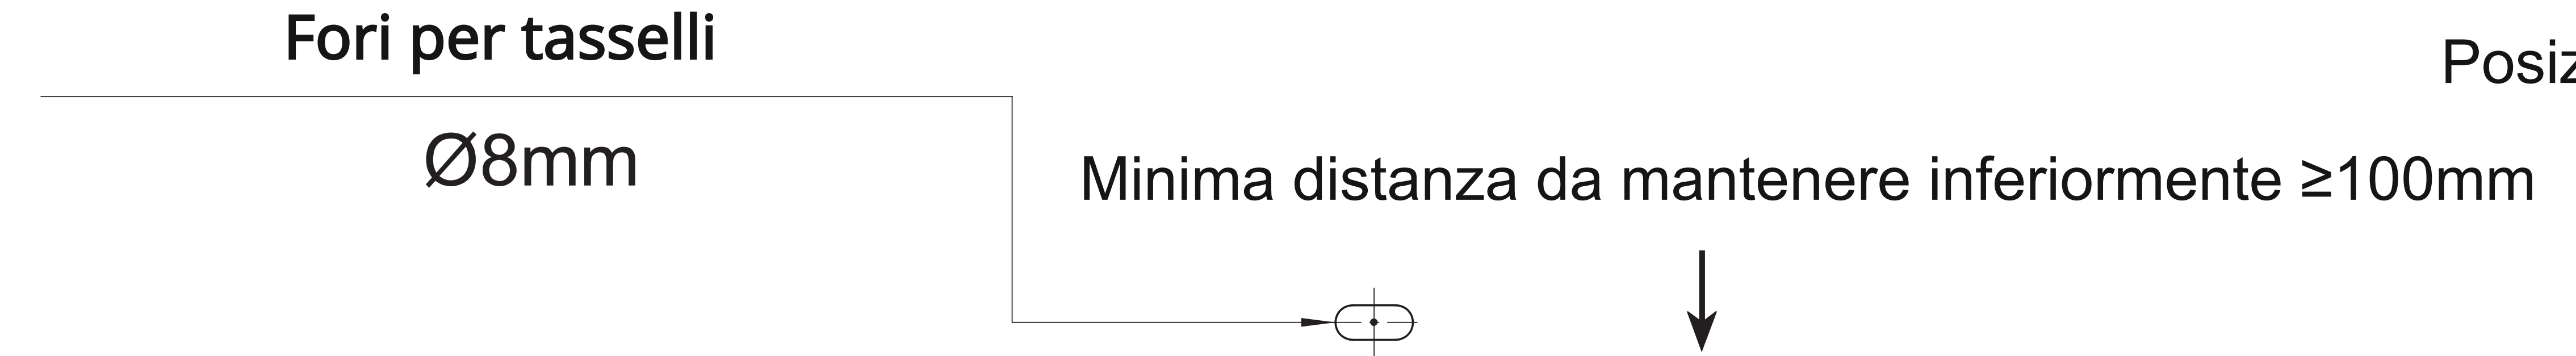 Fori per tasselli
Ø8mm
Minima distanza da mantenere inferiormente ≥100mm